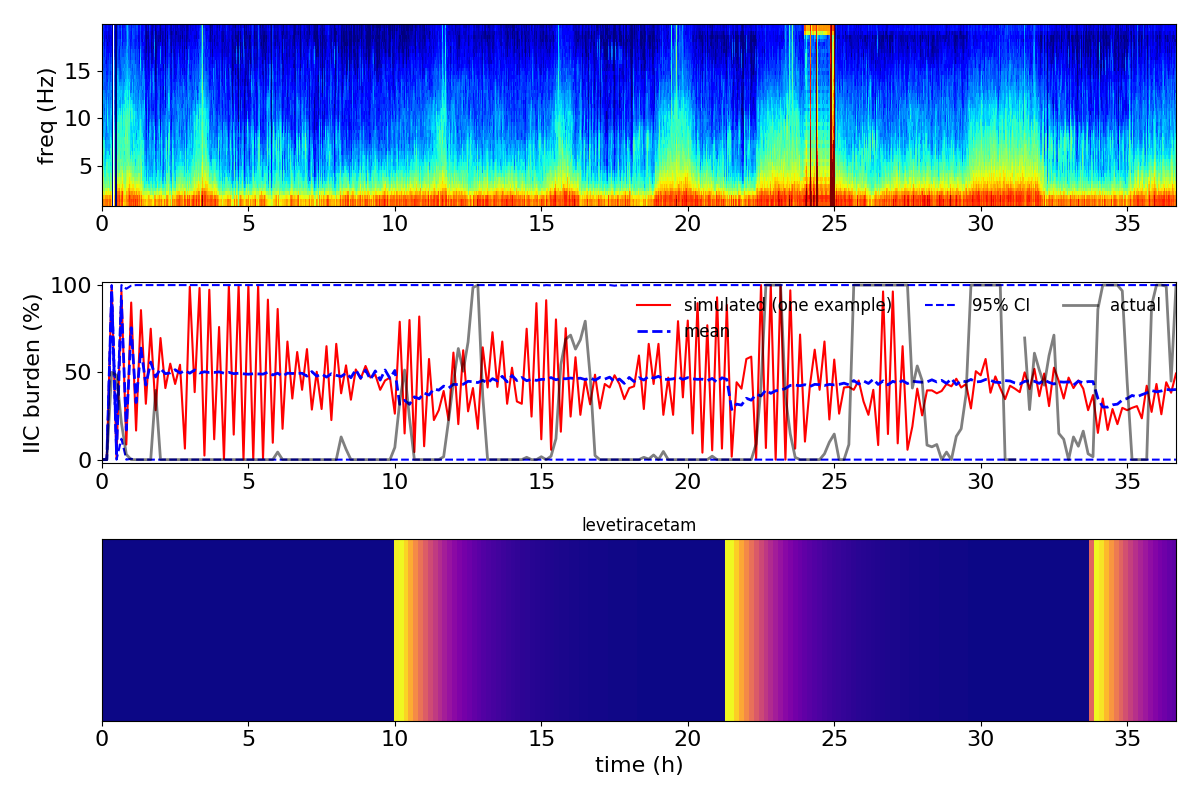 15
10
5
freq (Hz)
0 5 10 15 20 25 30 35
100
50
0
IIC burden (%)
simulated (one example)
mean
95% CI
actual
0 5 10 15 20 25 30 35
levetiracetam
0 5 10 15 20 25 30 35
time (h)